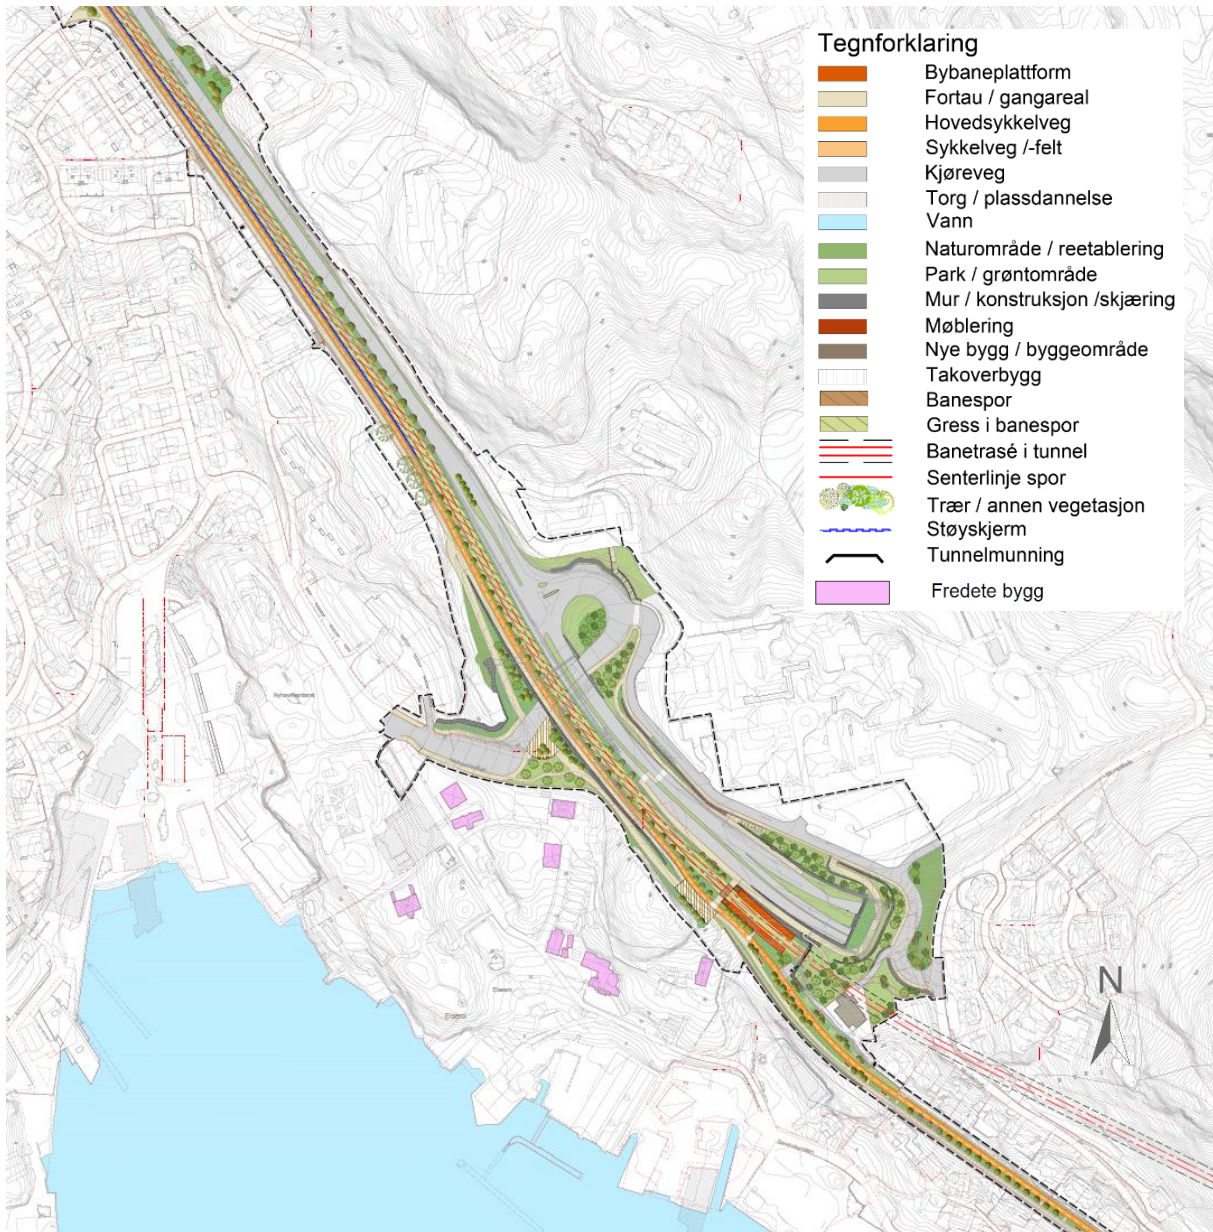 Tegnforklaring
Bybaneplattform
Fortau / gangareal
Hovedsykkelveg
Sykkelveg /-felt
Kjøreveg
Torg / plassdannelse
Vann
Naturområde / reetablering
Park / grøntområde
Mur / konstruksjon /skjæring
Møblering
Nye bygg / byggeområde
Takoverbygg
Banespor
Gress i banespor
Banetrasé i tunnel
Senterlinje spor
Trær / annen vegetasjon
Støyskjerm
Tunnelmunning
Fredete bygg
Elsero
N